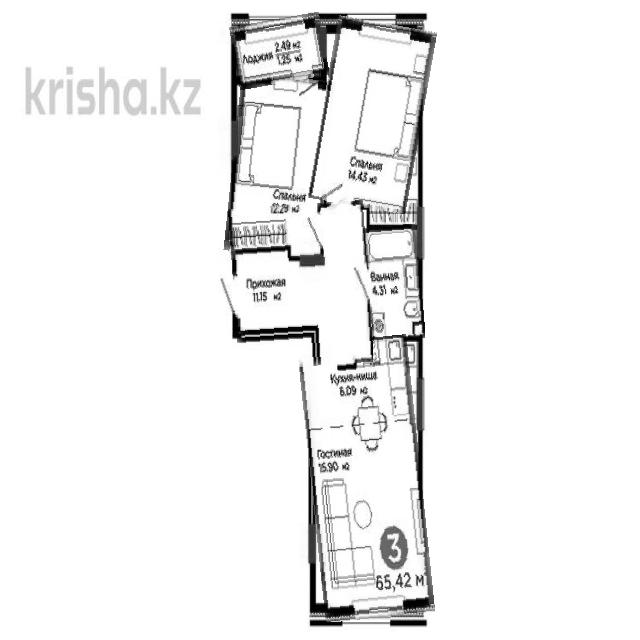 2.49 м2
Лоджия 1.25 м2
krisha.kz
Спальня
14.43 м2
Спальня
12.29 м2
Прихожая
11.15 м2
Ванная
4.31 м2
Кухня-ниша
6.09 м2
Гостиная
15.90 м2
3
65,42 м²